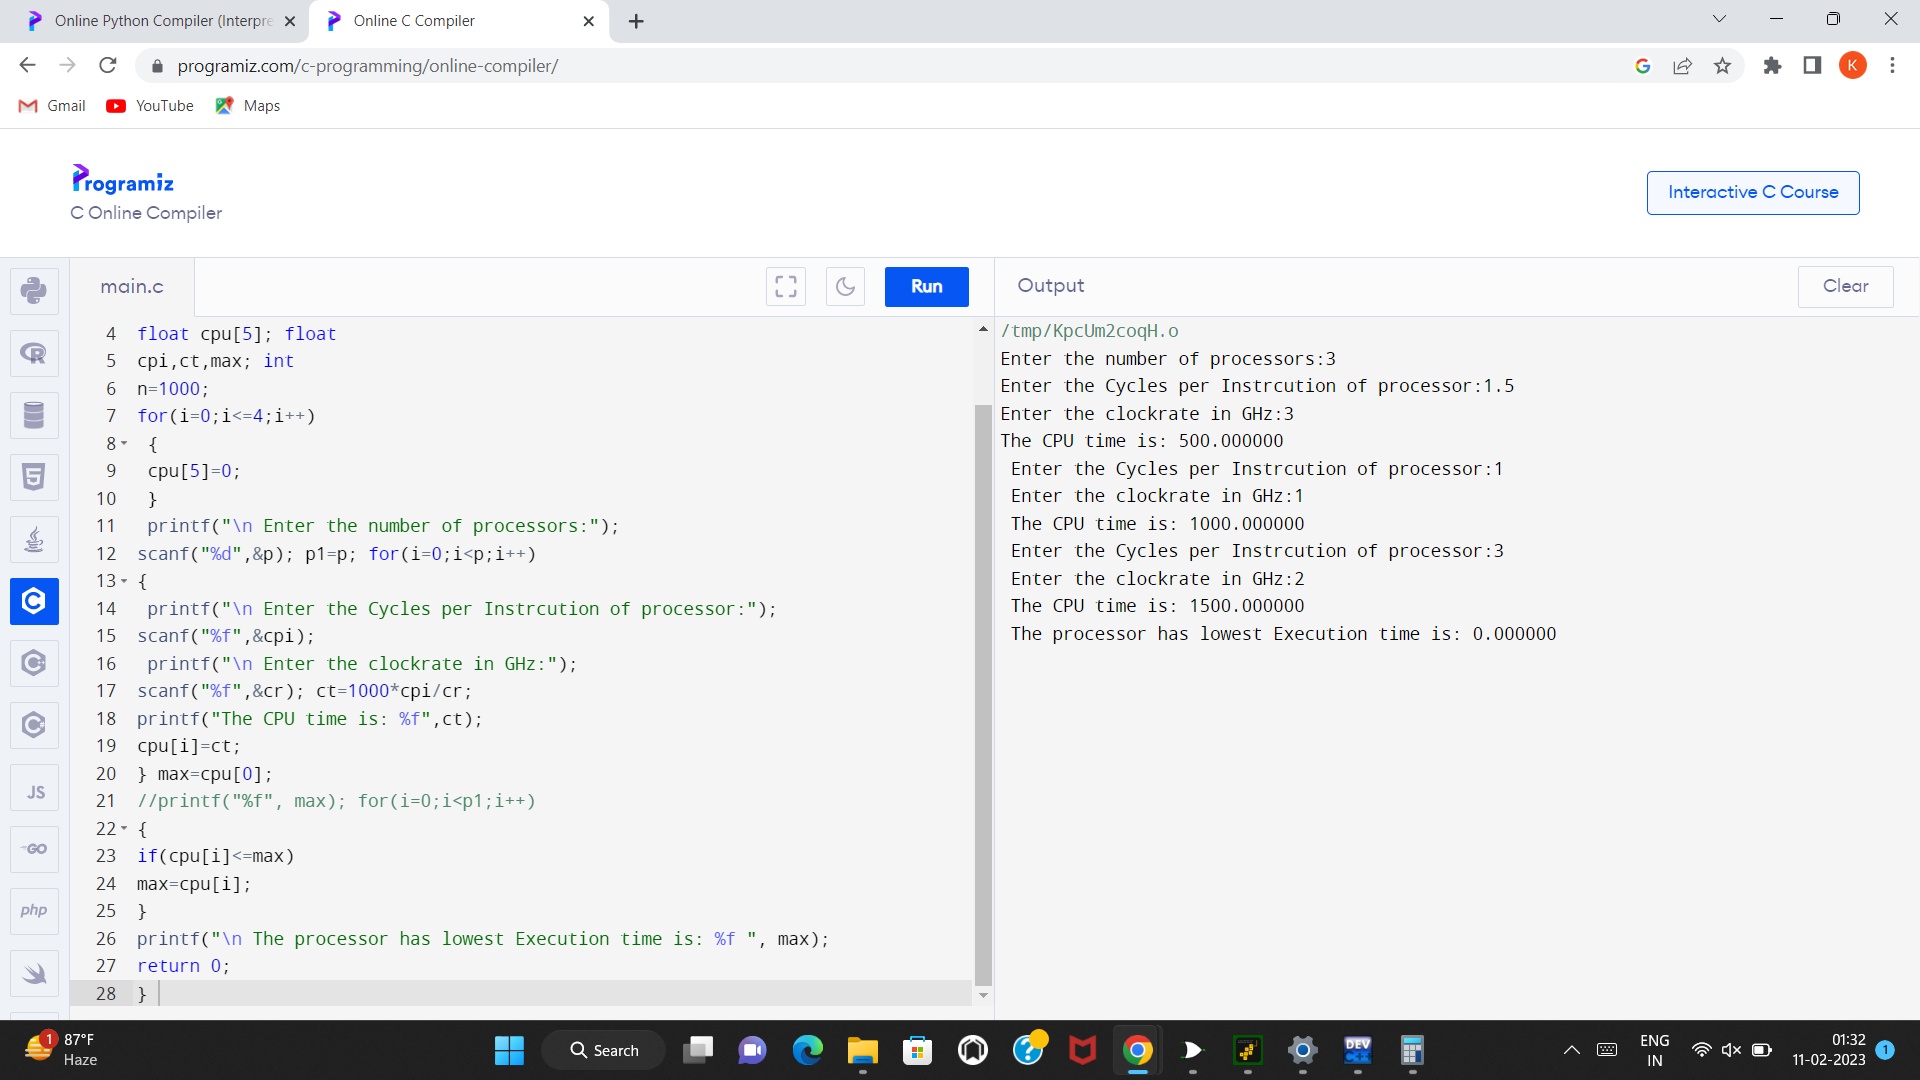 Online Python Compiler (Interpre
Online C Compiler
programiz.com/c-programming/online-compiler/
K
Gmail
YouTube
Maps
Programiz
C Online Compiler
Interactive C Course
main.c
Run
Output
Clear
4 float cpu[5]; float
5 cpi,ct,max; int
6 n=1000;
7 for(i=0;i<=4;i++)
8 {
9 cpu[5]=0;
10 }
11 printf("\n Enter the number of processors:");
12 scanf("%d",&p); p1=p; for(i=0;i<p;i++)
13 {
14 printf("\n Enter the Cycles per Instrcution of processor:");
15 scanf("%f",&cpi);
16 printf("\n Enter the clockrate in GHz:");
17 scanf("%f",&cr); ct=1000*cpi/cr;
18 printf("The CPU time is: %f",ct);
19 cpu[i]=ct;
20 } max=cpu[0];
21 //printf("%f", max); for(i=0;i<p1;i++)
22 {
23 if(cpu[i]<=max)
24 max=cpu[i];
25 }
26 printf("\n The processor has lowest Execution time is: %f ", max);
27 return 0;
28 }
/tmp/KpcUm2coqH.o
Enter the number of processors:3
Enter the Cycles per Instrcution of processor:1.5
Enter the clockrate in GHz:3
The CPU time is: 500.000000
Enter the Cycles per Instrcution of processor:1
Enter the clockrate in GHz:1
The CPU time is: 1000.000000
Enter the Cycles per Instrcution of processor:3
Enter the clockrate in GHz:2
The CPU time is: 1500.000000
The processor has lowest Execution time is: 0.000000
R
5
C
C
C
JS
GO
php
1
87°F
Haze
Search
DEV
C++
ENG
IN
01:32
11-02-2023
1